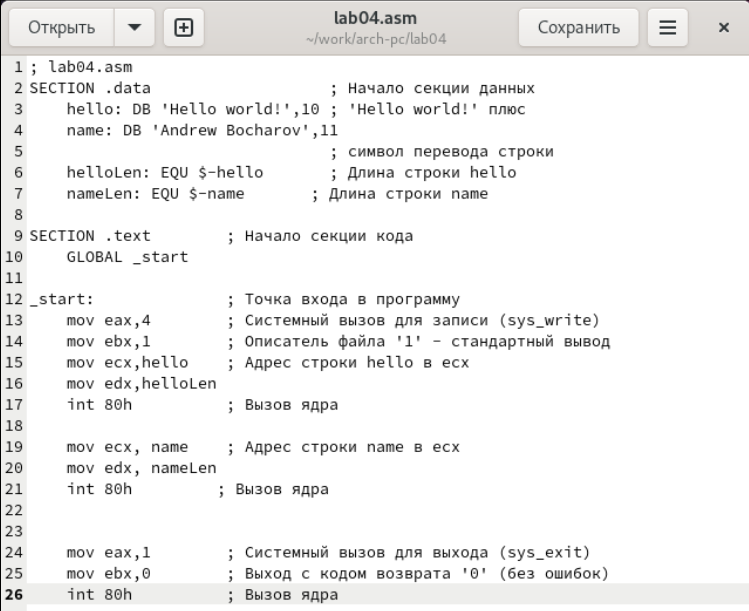 Открыть
lab04.asm
~/work/arch-pc/lab04
Сохранить
1 ; lab04.asm
2 SECTION .data ; Начало секции данных
3 hello: DB 'Hello world!',10 ; 'Hello world!' плюс
4 name: DB 'Andrew Bocharov',11
5 ; символ перевода строки
6 helloLen: EQU $-hello ; Длина строки hello
7 nameLen: EQU $-name ; Длина строки name
8
9 SECTION .text ; Начало секции кода
10 GLOBAL _start
11
12 _start: ; Точка входа в программу
13 mov eax,4 ; Системный вызов для записи (sys_write)
14 mov ebx,1 ; Описатель файла '1' - стандартный вывод
15 mov ecx,hello ; Адрес строки hello в ecx
16 mov edx,helloLen
17 int 80h ; Вызов ядра
18
19 mov ecx, name ; Адрес строки name в ecx
20 mov edx, nameLen
21 int 80h ; Вызов ядра
22
23
24 mov eax,1 ; Системный вызов для выхода (sys_exit)
25 mov ebx,0 ; Выход с кодом возврата '0' (без ошибок)
26 int 80h ; Вызов ядра